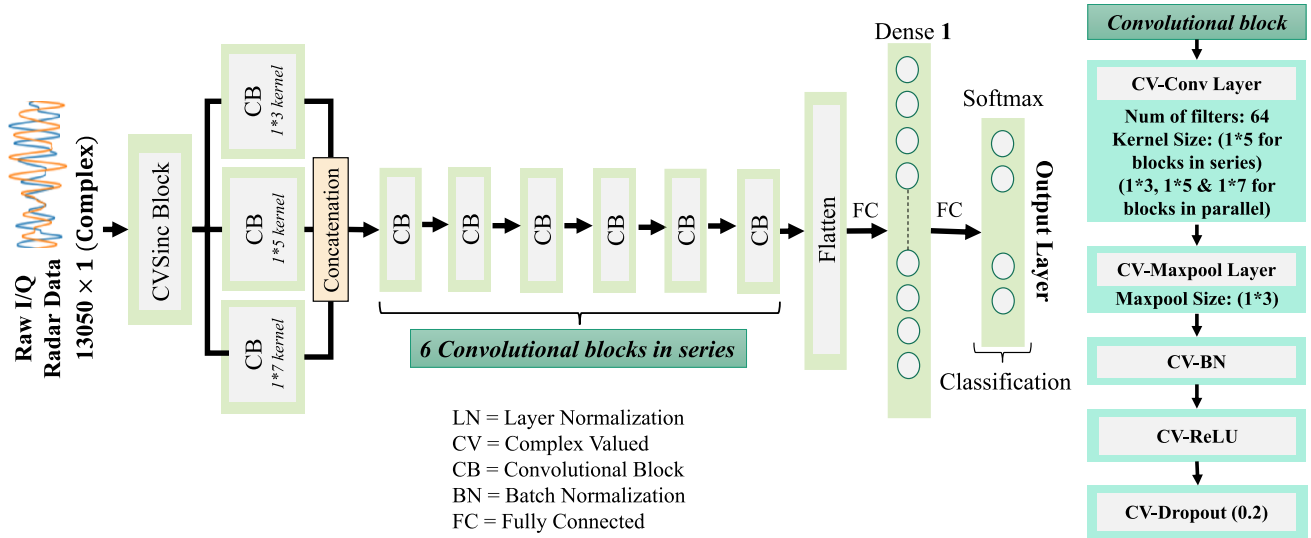 Raw I/Q
Radar Data
13050 × 1 (Complex)
CVSinc Block
CB
1*3 kernel
CB
1*5 kernel
CB
1*7 kernel
Concatenation
CB
CB
CB
CB
CB
CB
6 Convolutional blocks in series
Flatten
FC
Dense 1
FC
Softmax
Output Layer
Classification
LN = Layer Normalization
CV = Complex Valued
CB = Convolutional Block
BN = Batch Normalization
FC = Fully Connected
Convolutional block
CV-Conv Layer
Num of filters: 64
Kernel Size: (1*5 for
blocks in series)
(1*3, 1*5 & 1*7 for
blocks in parallel)
CV-Maxpool Layer
Maxpool Size: (1*3)
CV-BN
CV-ReLU
CV-Dropout (0.2)